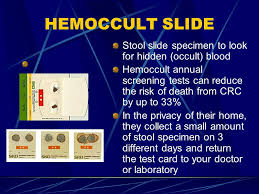 HEMOCCULT SLIDE
Stool slide specimen to look
for hidden (occult) blood
Hemoccult annual
screening tests can reduce
the risk of death from CRC
by up to 33%
In the privacy of their home,
they collect a small amount
of stool specimen on 3
different days and return
the test card to your doctor
or laboratory